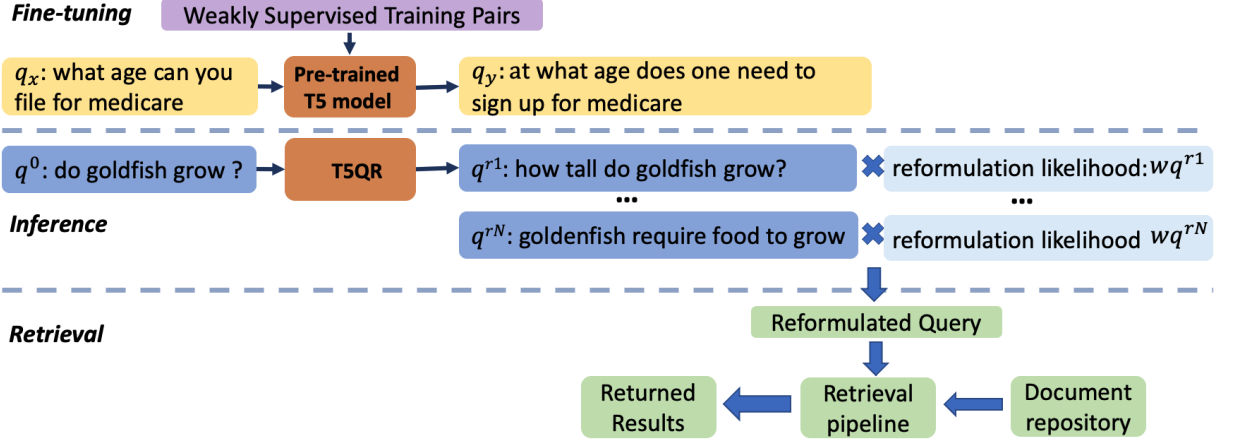 Fine-tuning
Weakly Supervised Training Pairs
q_x: what age can you
file for medicare
Pre-trained
T5 model
q_y: at what age does one need to
sign up for medicare
q^0: do goldfish grow ?
T5QR
q^{r1}: how tall do goldfish grow?
reformulation likelihood: wq^{r1}
...
...
Inference
q^{rN}: goldenfish require food to grow
reformulation likelihood wq^{rN}
Retrieval
Reformulated Query
Returned
Results
Retrieval
pipeline
Document
repository